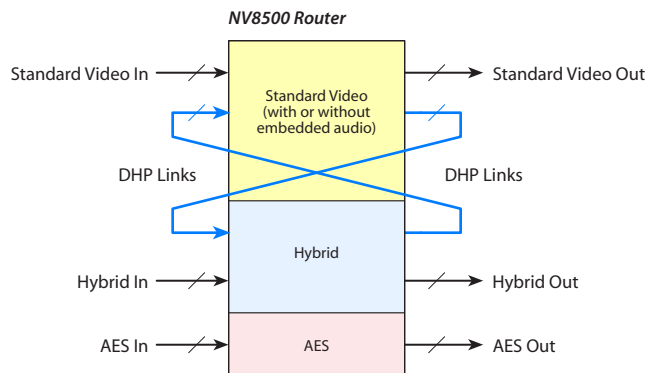 NV8500 Router
Standard Video In
Standard Video
(with or without
embedded audio)
Standard Video Out
DHP Links
DHP Links
Hybrid In
Hybrid
Hybrid Out
AES In
AES
AES Out